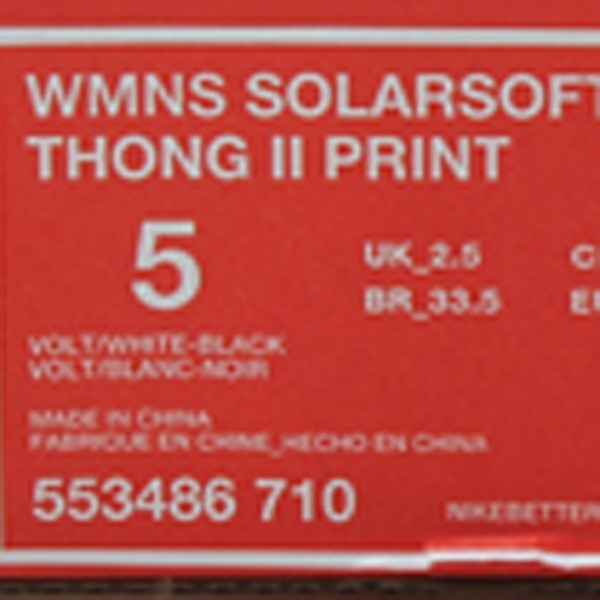 WMNS SOLARSOFT
THONG II PRINT
5
UK_2.5
BR_33.5
VOLT/WHITE-BLACK
VOLT/BLANC-NOIR
MADE IN CHINA
FABRIQUE EN CHINE_HECHO EN CHINA
553486 710
NIKEBETTER